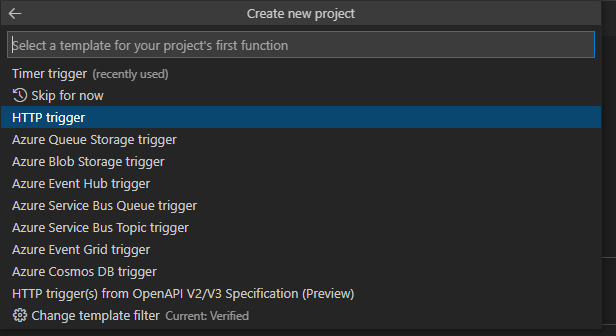 Create new project
Select a template for your project's first function
Timer trigger (recently used)
Skip for now
HTTP trigger
Azure Queue Storage trigger
Azure Blob Storage trigger
Azure Event Hub trigger
Azure Service Bus Queue trigger
Azure Service Bus Topic trigger
Azure Event Grid trigger
Azure Cosmos DB trigger
HTTP trigger(s) from OpenAPI V2/V3 Specification (Preview)
Change template filter Current: Verified